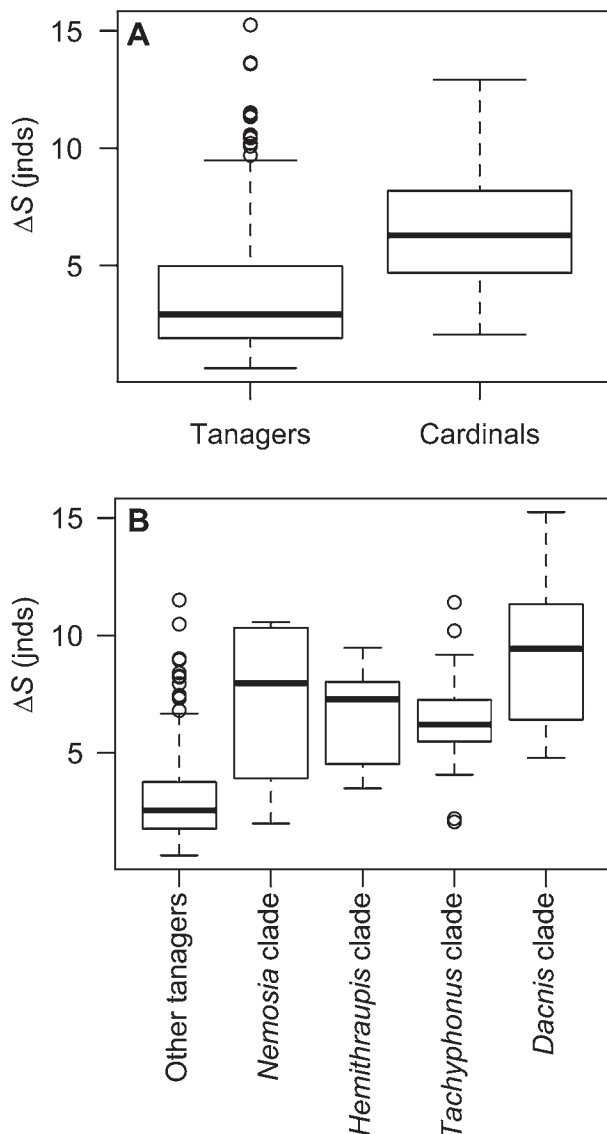 A
15
10
5
ΔS (jnds)
Tanagers
Cardinals
B
15
10
5
ΔS (jnds)
Other tanagers
Nemosia clade
Hemithraupis clade
Tachyphonus clade
Dacnis clade